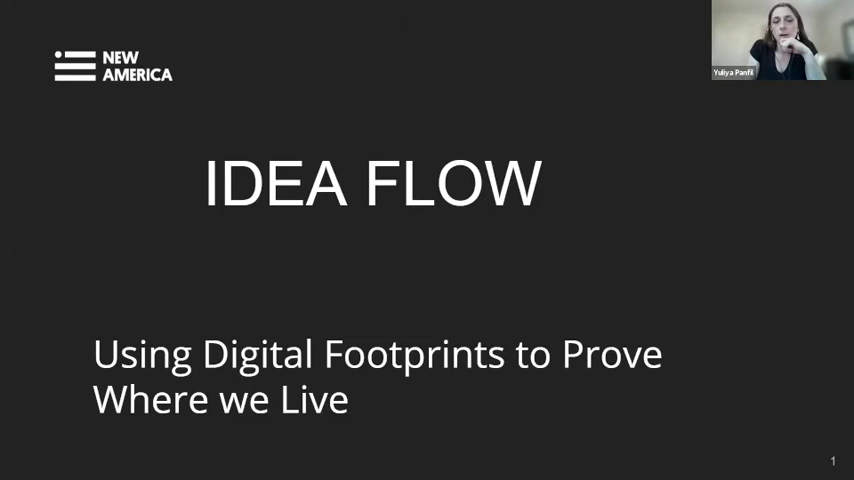 NEW
AMERICA
Yuliya Panfil
IDEA FLOW
Using Digital Footprints to Prove
Where we Live
1